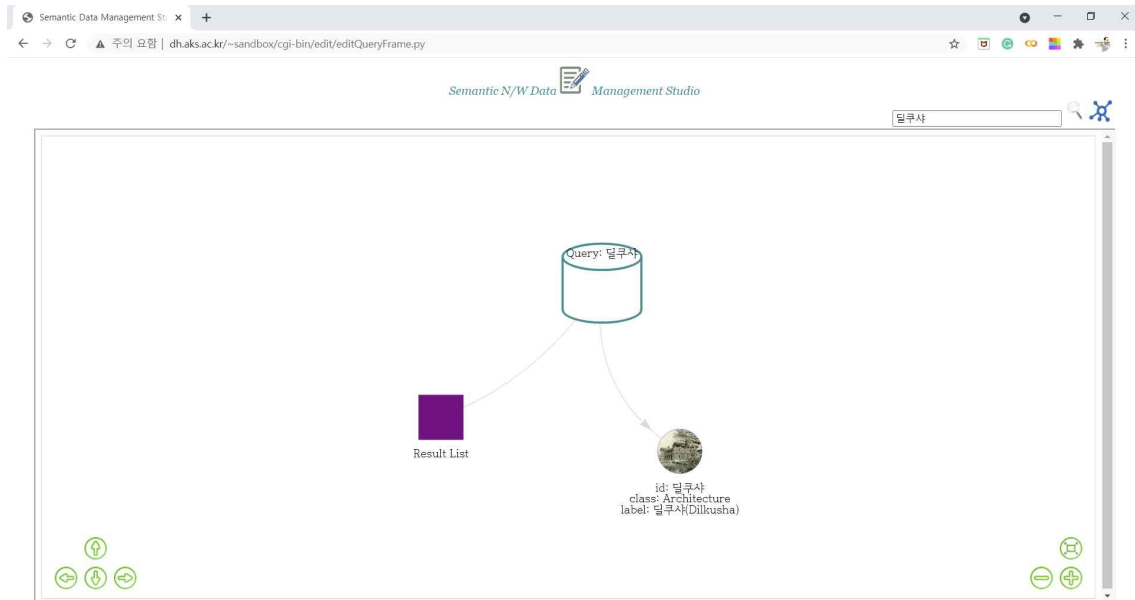 Semantic Data Management St
주의 요함 | dh.aks.ac.kr/~sandbox/cgi-bin/edit/editQueryFrame.py
Semantic N/W Data Management Studio
딜쿠샤
Query: 딜쿠샤
Result List
id: 딜쿠샤
class: Architecture
label: 딜쿠샤(Dilkusha)